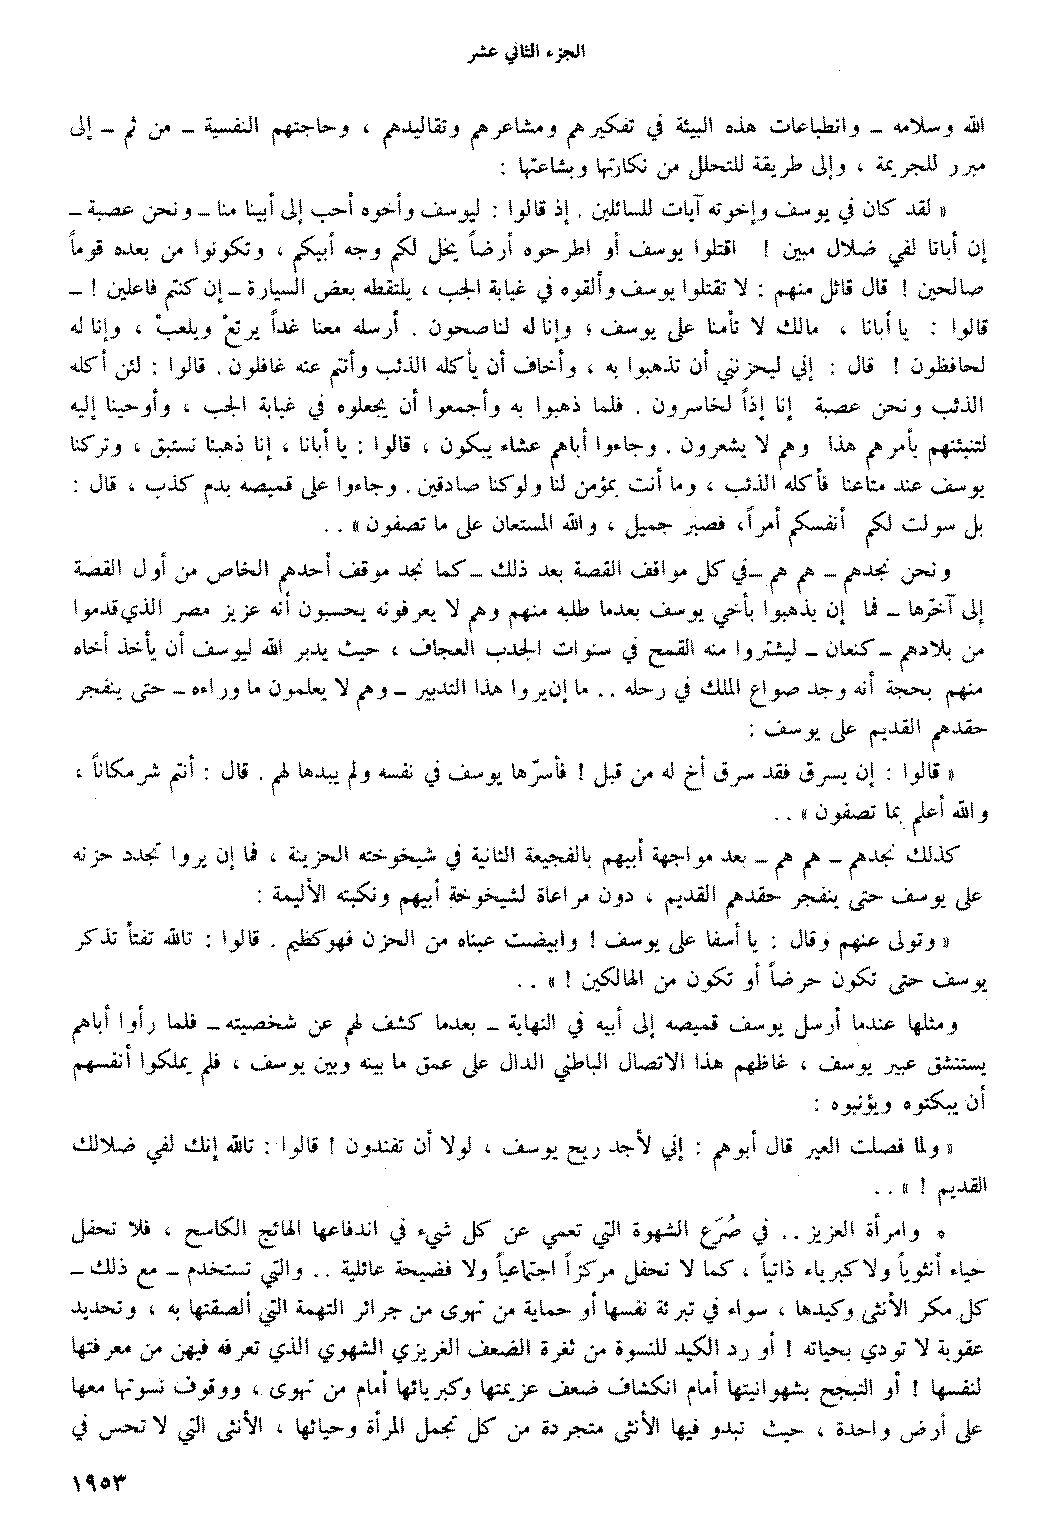 الجزء الثاني عشر
الله وسلامه – وانطباعات هذه البيئة في تفكيرهم ومشاعرهم وتقاليدهم ، وحاجتهم النفسية – من ثم – إلى
مبرر للجريمة ، وإلى طريقة للتحلل من نكارتها وبشاعتها :
« لقد كان في يوسف وإخوته آيات للسائلين . إذ قالوا : ليوسف وأخوه أحب إلى أبينا منا – ونحن عصبة –
إن أبانا لفي ضلال مبين ! اقتلوا يوسف أو اطرحوه أرضاً يخل لكم وجه أبيكم ، وتكونوا من بعده قوماً
صالحين ! قال قائل منهم : لا تقتلوا يوسف وألقوه في غيابة الجب ، يلتقطه بعض السيارة – إن كنتم فاعلين ! –
قالوا : يا أبانا ، مالك لا تأمنا على يوسف ؛ وإنا له لناصحون . أرسله معنا غداً يرتعْ ويلعبْ ، وإنا له
لحافظون ! قال : إني ليحزنني أن تذهبوا به ، وأخاف أن يأكله الذئب وأنتم عنه غافلون . قالوا : لئن أكله
الذئب ونحن عصبة إنا إذاً لخاسرون . فلما ذهبوا به وأجمعوا أن يجعلوه في غيابة الجب ، وأوحينا إليه
لتنبئنهم بأمرهم هذا وهم لا يشعرون . وجاءوا أباهم عشاء يبكون ، قالوا : يا أبانا ، إنا ذهبنا نستبق ، وتركنا
يوسف عند متاعنا فأكله الذئب ، وما أنت بمؤمن لنا ولو كنا صادقين . وجاءوا على قميصه بدم كذب ، قال :
بل سولت لكم أنفسكم أمراً، فصبر جميل ، والله المستعان على ما تصفون » ..
ونحن نجدهم – هم هم –في كل مواقف القصة بعد ذلك – كما نجد موقف أحدهم الخاص من أول القصة
إلى آخرها – فما إن يذهبوا بأخي يوسف بعدما طلبه منهم وهم لا يعرفونه يحسبون أنه عزيز مصر الذي قدموا
من بلادهم – كنعان – ليشتروا منه القمح في سنوات الجدب العجاف ، حيث يدبر الله ليوسف أن يأخذ أخاه
منهم بحجة أنه وجد صواع الملك في رحله .. ما إن يروا هذا التدبير – وهم لا يعلمون ما وراءه – حتى ينفجر
حقدهم القديم على يوسف :
« قالوا : إن يسرق فقد سرق أخ له من قبل ! فأسرّها يوسف في نفسه ولم يبدها لهم . قال : أنتم شر مكاناً ،
والله أعلم بما تصفون » ..
كذلك نجدهم – هم هم – بعد مواجهة أبيهم بالفجيعة الثانية في شيخوخته الحزينة ، فما إن يروا تجدد حزنه
على يوسف حتى ينفجر حقدهم القديم ، دون مراعاة لشيخوخة أبيهم ونكبته الأليمة :
« وتولى عنهم وقال : يا أسفا على يوسف ! وابيضت عيناه من الحزن فهو كظيم . قالوا : تالله تفتأ تذكر
يوسف حتى تكون حرضاً أو تكون من الهالكين ! » ..
ومثلها عندما أرسل يوسف قميصه إلى أبيه في النهاية – بعدما كشف لهم عن شخصيته – فلما رأوا أباهم
يستنشق عبير يوسف ، غاظهم هذا الاتصال الباطني الدال على عمق ما بينه وبين يوسف ، فلم يملكوا أنفسهم
أن يبكتوه ويؤنبوه :
« ولما فصلت العير قال أبوهم : إني لأجد ريح يوسف ، لولا أن تفندون ! قالوا : تالله إنك لفي ضلالك
القديم ! » ..
• وامرأة العزيز .. في صُرَع الشهوة التي تعمي عن كل شيء في اندفاعها الهائج الكاسح ، فلا تحفل
حياء أنثوياً ولا كبرياء ذاتياً ، كما لا تحفل مركزاً اجتماعياً ولا فضيحة عائلية .. والتي تستخدم – مع ذلك –
كل مكر الأنثى وكيدها ، سواء في تبرئة نفسها أو حماية من تهوى من جرائر التهمة التي ألصقتها به ، وتحديد
عقوبة لا تودي بحياته ! أو رد الكيد للنسوة من ثغرة الضعف الغريزي الشهوي الذي تعرفه فيهن من معرفتها
لنفسها ! أو التبجح بشهوانيتها أمام انكشاف ضعف عزيمتها وكبريائها أمام من تهوى ، ووقوف نسوتها معها
على أرض واحدة ، حيث تبدو فيها الأنثى متجردة من كل تجمل المرأة وحيائها ، الأنثى التي لا تحس في
١٩٥٣